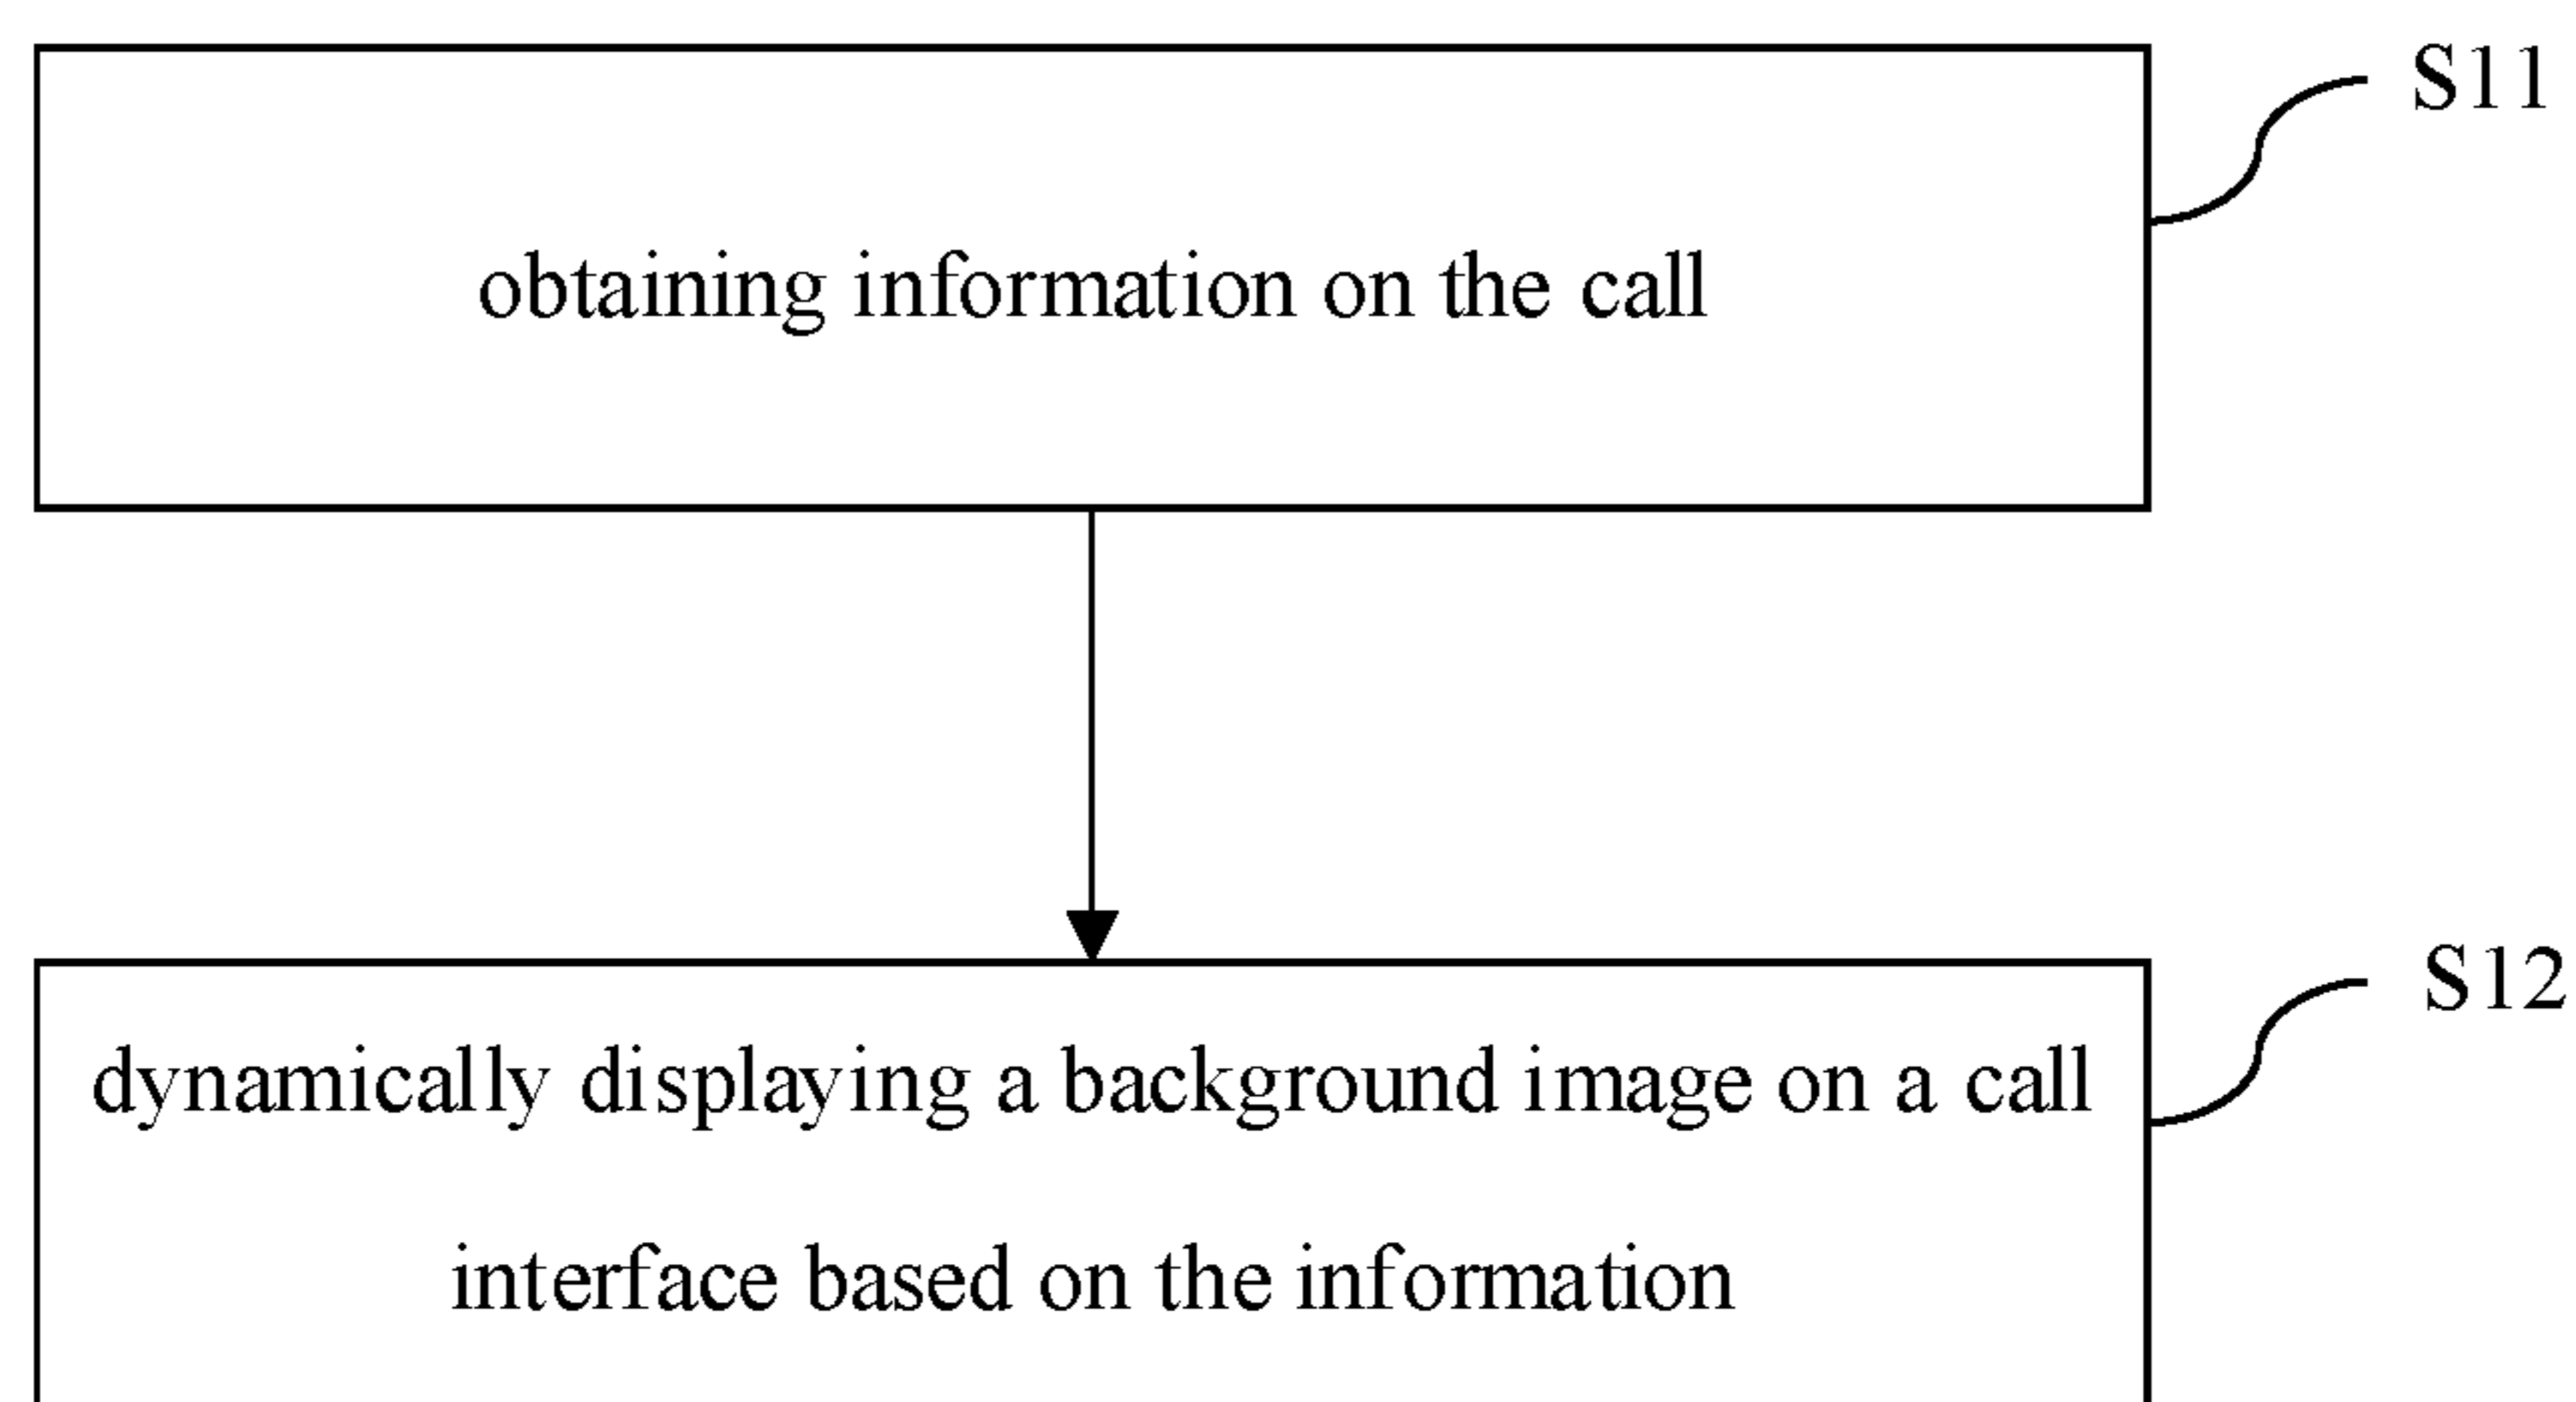 S11
obtaining information on the call
S12
dynamically displaying a background image on a call
interface based on the information